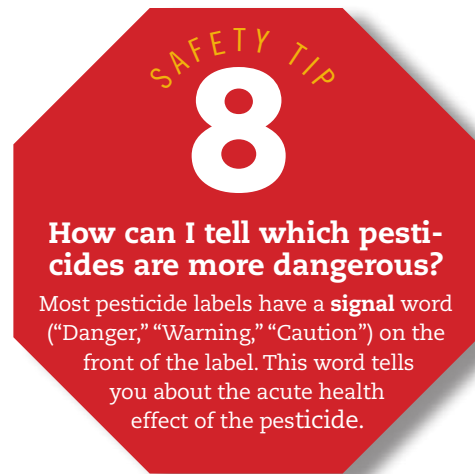 SAFETY TIP
8
How can I tell which pesti-
cides are more dangerous?
Most pesticide labels have a signal word
(“Danger,” “Warning,” “Caution”) on the
front of the label. This word tells
you about the acute health
effect of the pesticide.